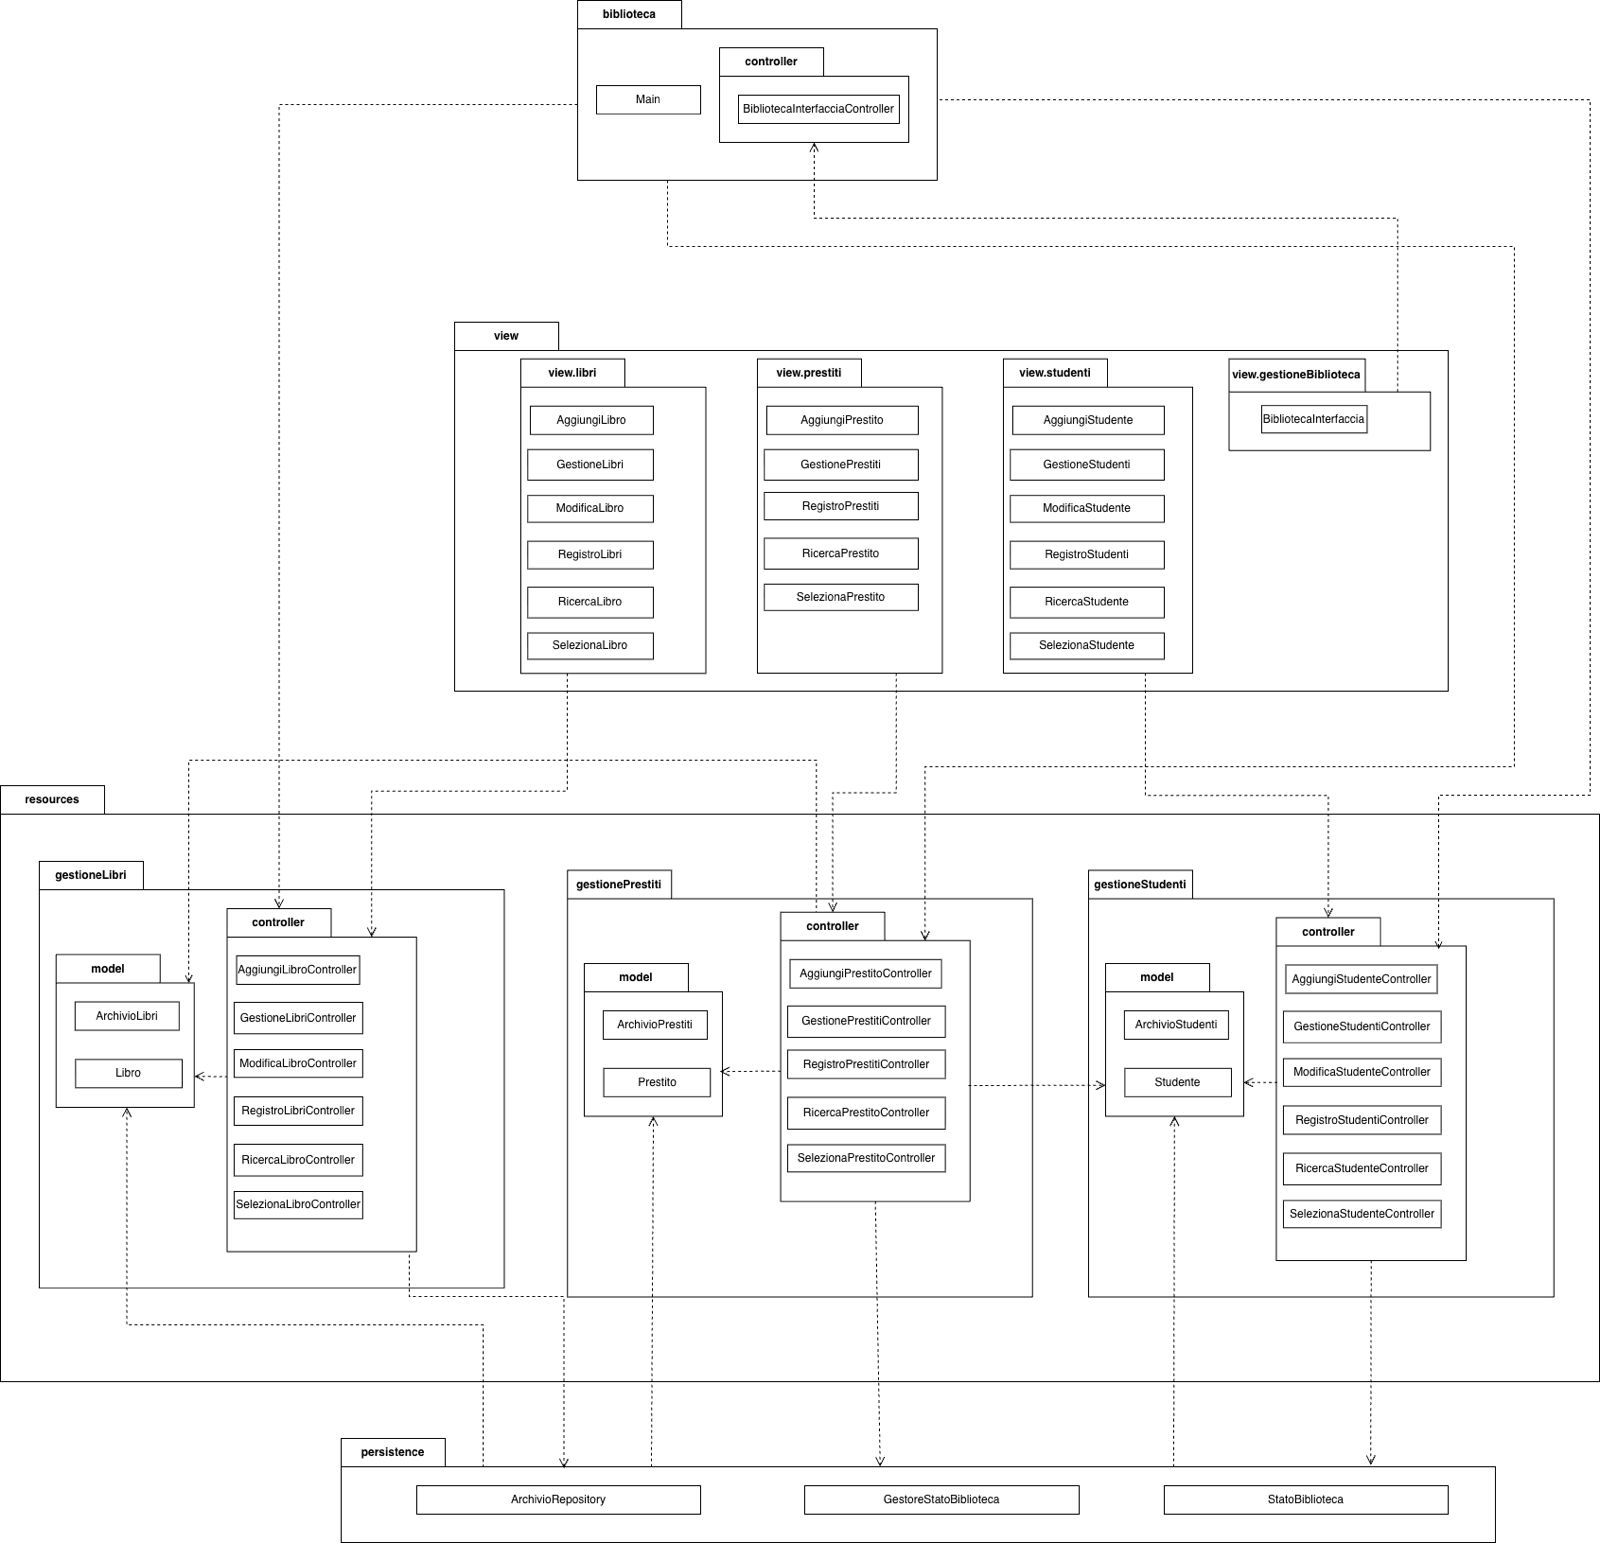 biblioteca
controller
Main
BibliotecaInterfacciaController
view
view.libri
AggiungiLibro
GestioneLibri
ModificaLibro
RegistroLibri
RicercaLibro
SelezionaLibro
view.prestiti
AggiungiPrestito
GestionePrestiti
RegistroPrestiti
RicercaPrestito
SelezionaPrestito
view.studenti
AggiungiStudente
GestioneStudenti
ModificaStudente
RegistroStudenti
RicercaStudente
SelezionaStudente
view.gestioneBiblioteca
BibliotecaInterfaccia
resources
gestioneLibri
model
ArchivioLibri
Libro
controller
AggiungiLibroController
GestioneLibriController
ModificaLibroController
RegistroLibriController
RicercaLibroController
SelezionaLibroController
gestionePrestiti
model
ArchivioPrestiti
Prestito
controller
AggiungiPrestitoController
GestionePrestitiController
RegistroPrestitiController
RicercaPrestitoController
SelezionaPrestitoController
gestioneStudenti
model
ArchivioStudenti
Studente
controller
AggiungiStudenteController
GestioneStudentiController
ModificaStudenteController
RegistroStudentiController
RicercaStudenteController
SelezionaStudenteController
persistence
ArchivioRepository
GestoreStatoBiblioteca
StatoBiblioteca